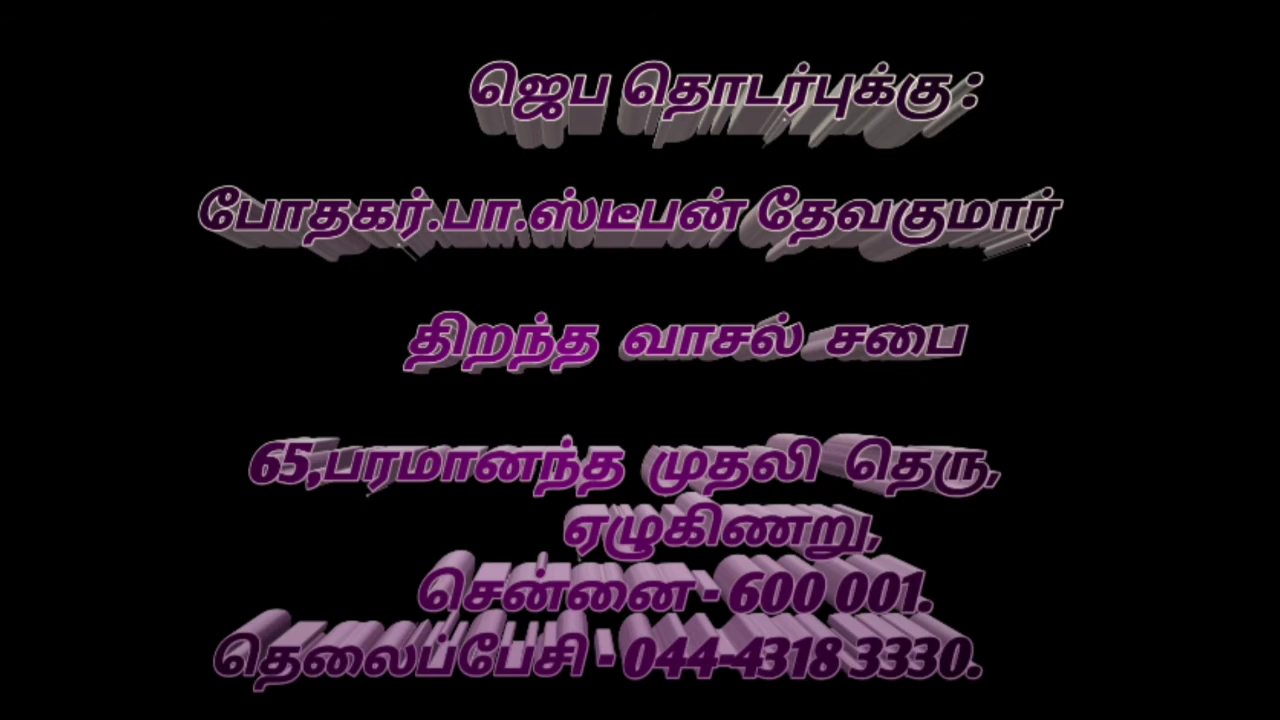 ஜெப தொடர்புக்கு :
போதகர்.பா.ஸ்டீபன் தேவகுமார்
திறந்த வாசல் சபை
65,பரமானந்த முதலி தெரு,
ஏழுகிணறு,
சென்னை - 600 001.
தெலைப்பேசி - 044-4318 3330.